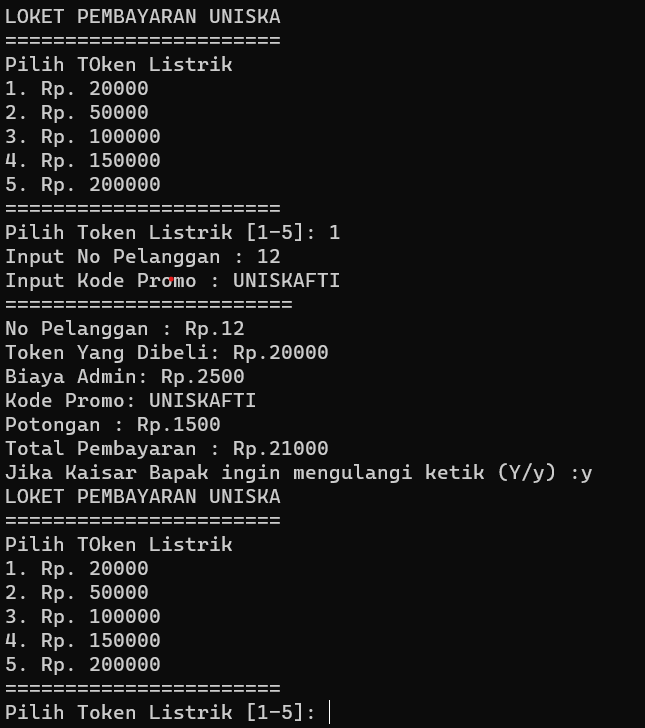 LOKET PEMBAYARAN UNISKA
=======================
Pilih TOken Listrik
1. Rp. 20000
2. Rp. 50000
3. Rp. 100000
4. Rp. 150000
5. Rp. 200000
=======================
Pilih Token Listrik [1-5]: 1
Input No Pelanggan : 12
Input Kode Promo : UNISKAFTI
========================
No Pelanggan : Rp.12
Token Yang Dibeli: Rp.20000
Biaya Admin: Rp.2500
Kode Promo: UNISKAFTI
Potongan : Rp.1500
Total Pembayaran : Rp.21000
Jika Kaisar Bapak ingin mengulangi ketik (Y/y) :y
LOKET PEMBAYARAN UNISKA
=======================
Pilih TOken Listrik
1. Rp. 20000
2. Rp. 50000
3. Rp. 100000
4. Rp. 150000
5. Rp. 200000
=======================
Pilih Token Listrik [1-5]: